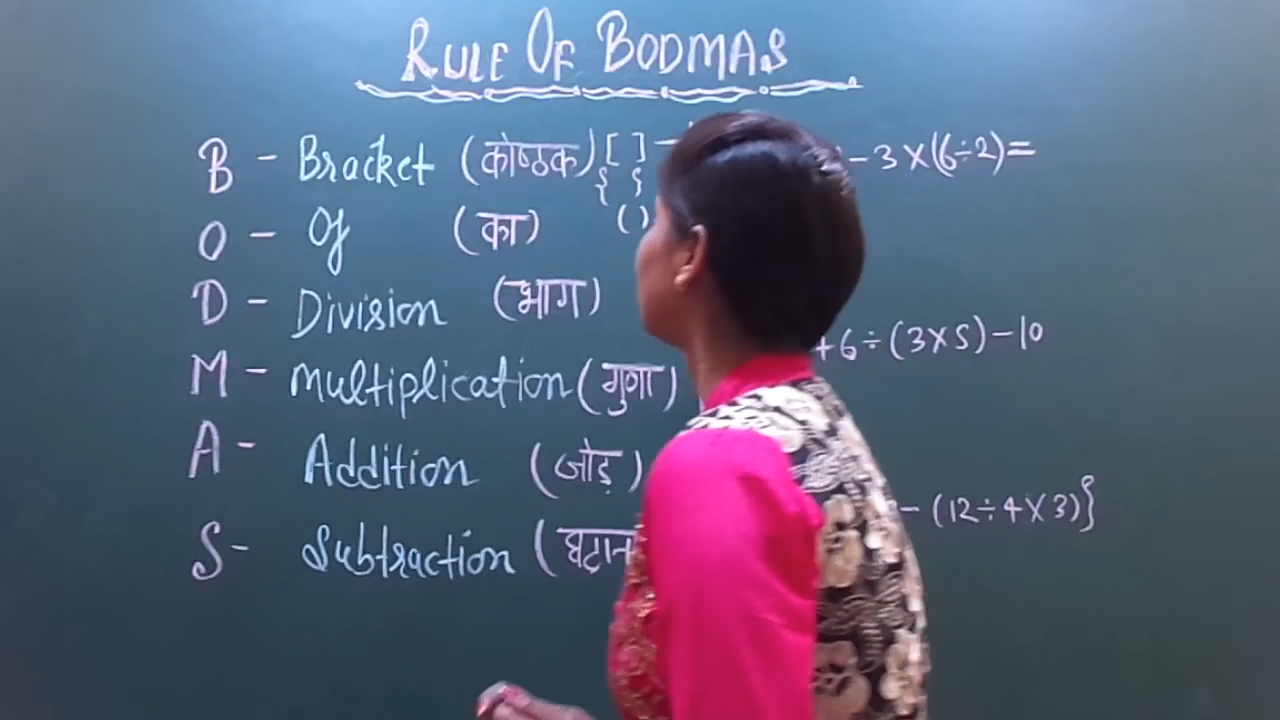 RULE OF BODMAS
B - Bracket (कोष्ठक) [ ] - 3 × (6 ÷ 2) =
{ }
O - Of (का) ( )
D - Division (भाग)
M - Multiplication (गुणा) + 6 ÷ (3 × 5) - 10
A - Addition (जोड़)
- (12 ÷ 4 × 3)}
S - Subtraction (घटान